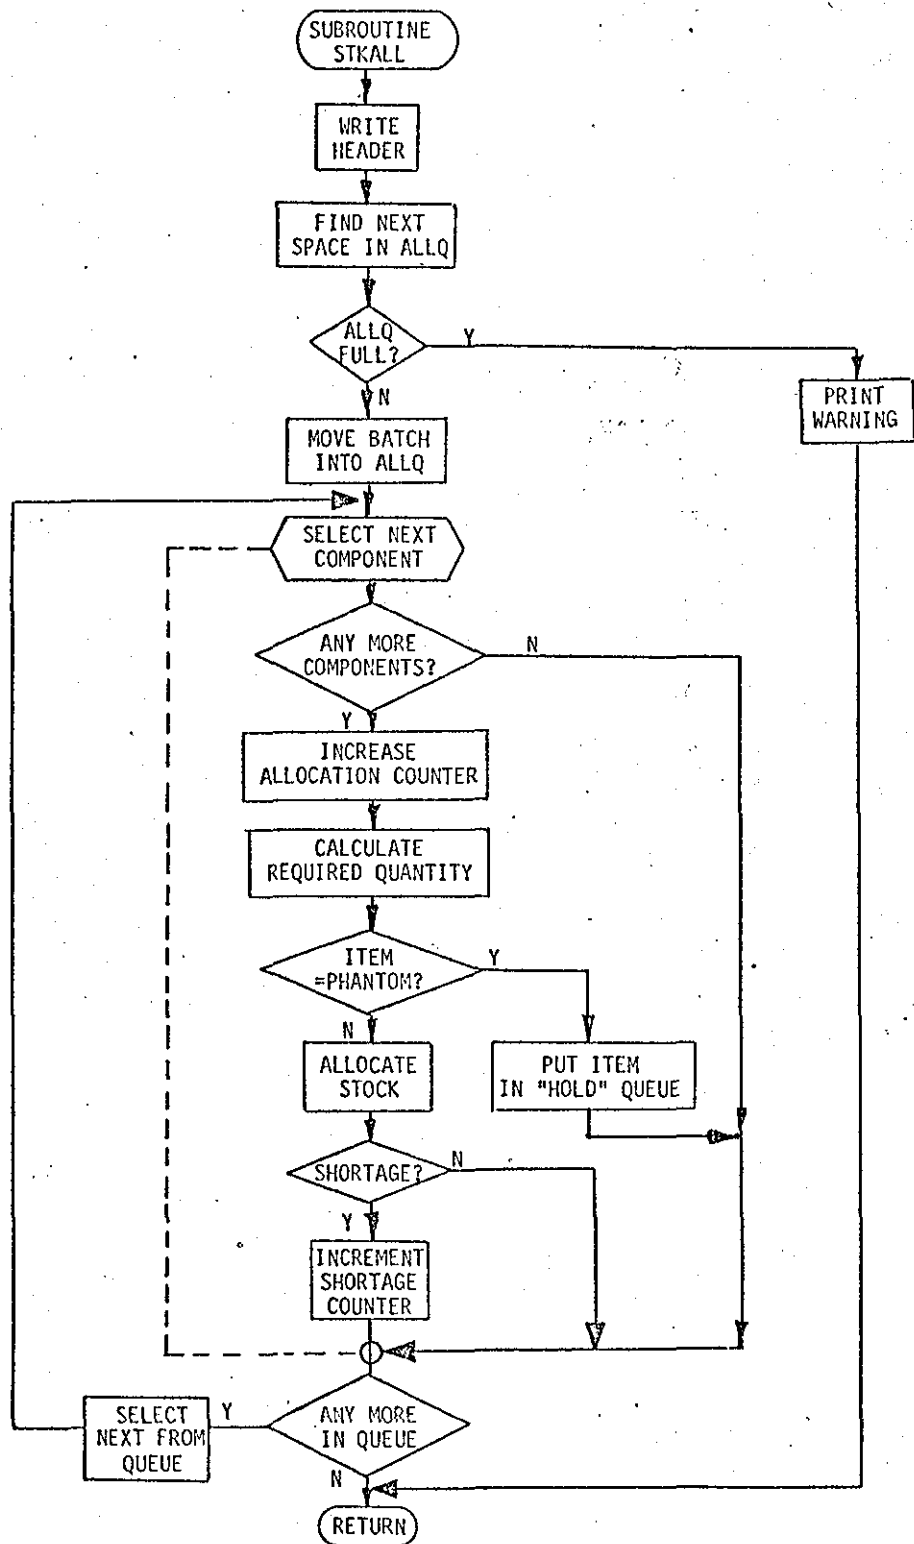 SUBROUTINE
STKALL
WRITE
HEADER
FIND NEXT
SPACE IN ALLQ
ALLQ
FULL?
Y
N
PRINT
WARNING
MOVE BATCH
INTO ALLQ
SELECT NEXT
COMPONENT
ANY MORE
COMPONENTS?
N
Y
INCREASE
ALLOCATION COUNTER
CALCULATE
REQUIRED QUANTITY
ITEM
=PHANTOM?
Y
N
ALLOCATE
STOCK
PUT ITEM
IN "HOLD" QUEUE
SHORTAGE?
N
Y
INCREMENT
SHORTAGE
COUNTER
SELECT
NEXT FROM
QUEUE
Y
ANY MORE
IN QUEUE
N
RETURN